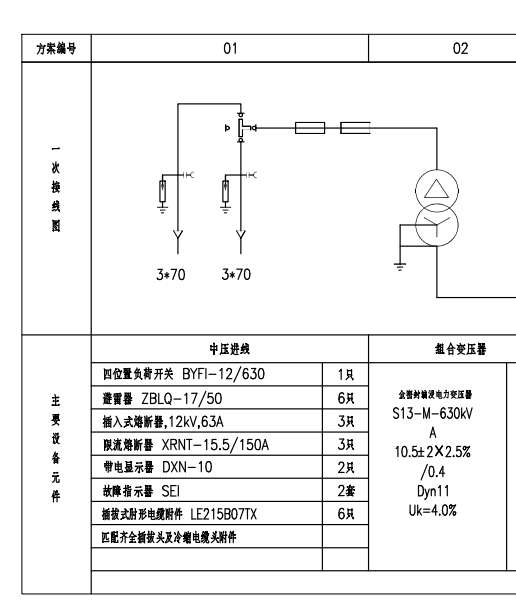 方案编号 01 02
一次接线图
3*70 3*70
中压进线 组合变压器
主要设备元件
四位置负荷开关 BYFI-12/630 1只
避雷器 ZBLQ-17/50 6只
插入式熔断器,12kV,63A 3只
限流熔断器 XRNT-15.5/150A 3只
带电显示器 DXN-10 2只
故障指示器 SEI 2套
插拔式肘形电缆附件 LE215B07TX 6只
匹配齐全插拔头及冷缩电缆头附件
全密封油浸电力变压器
S13-M-630kV
A
10.5±2×2.5%
/0.4
Dyn11
Uk=4.0%